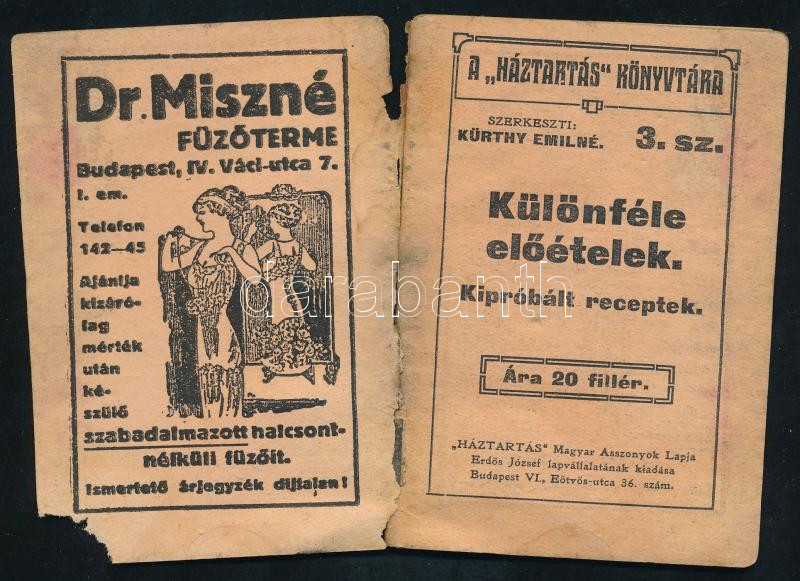 Dr. Miszné
FŰZŐTERME
Budapest, IV. Váci-utca 7.
I. em.
Telefon
142—45
Ajánlja
kizáró-
lag
mérték
után
ké-
szülő
szabadalmazott halcsont-
nélküli fűzőit.
Ismertető árjegyzék díjtalan!
A „HÁZTARTÁS" KÖNYVTÁRA
SZERKESZTI:
KÜRTHY EMILNÉ.
3. sz.
Különféle
előételek.
Kipróbált receptek.
Ára 20 fillér.
„HÁZTARTÁS" Magyar Asszonyok Lapja
Erdős József lapvállalatának kiadása
Budapest VI., Eötvös-utca 36. szám.
darabanth